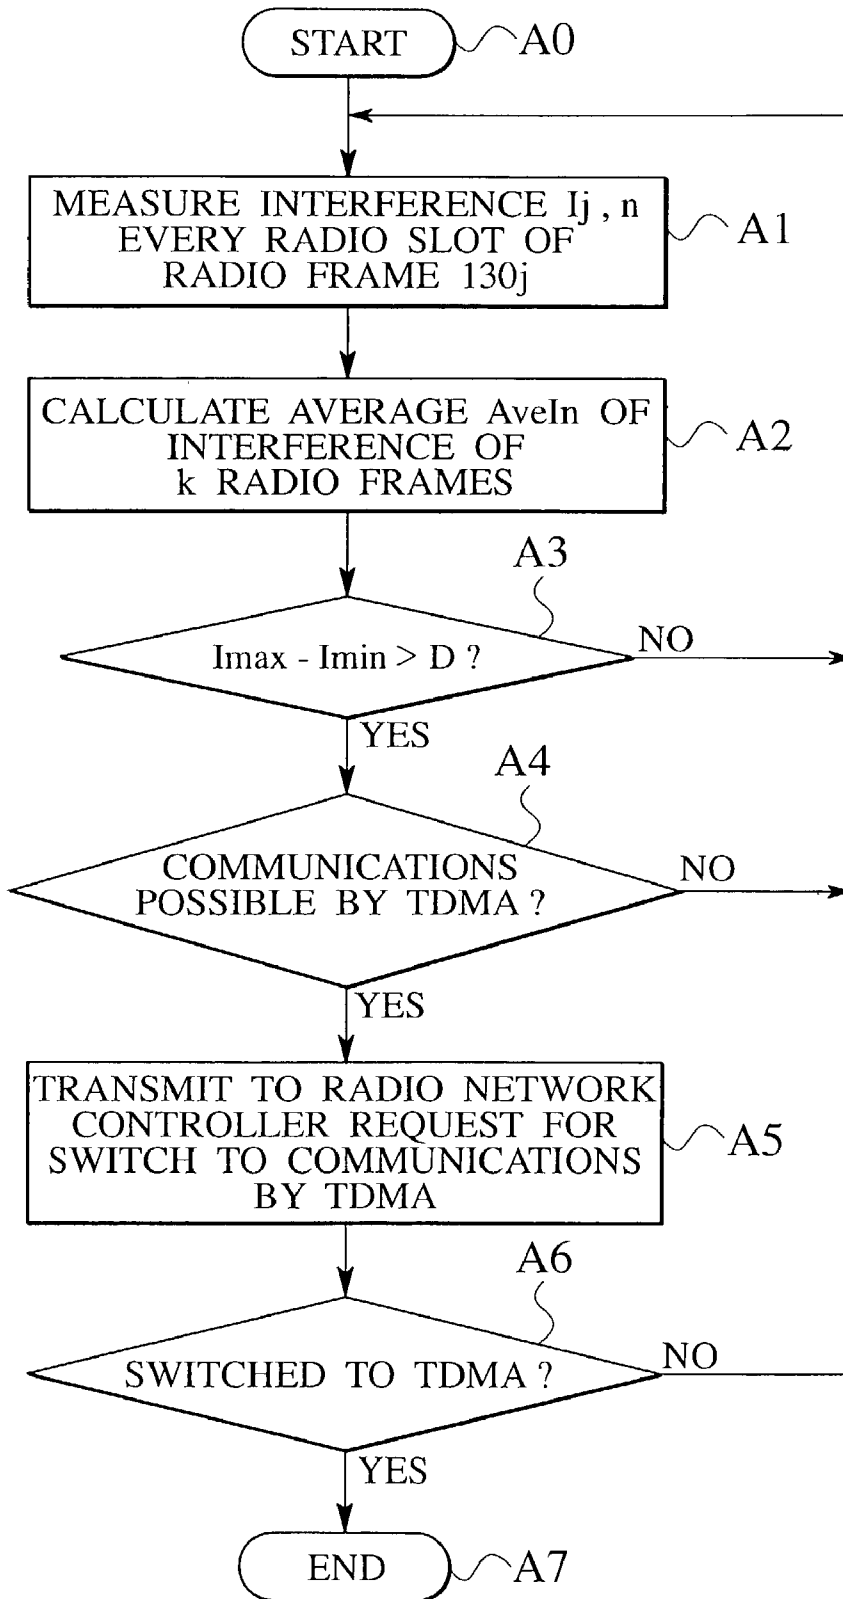 START
A0
MEASURE INTERFERENCE Ij , n
EVERY RADIO SLOT OF
RADIO FRAME 130j
A1
CALCULATE AVERAGE AveIn OF
INTERFERENCE OF
k RADIO FRAMES
A2
A3
Imax - Imin > D ?
NO
YES
A4
COMMUNICATIONS
POSSIBLE BY TDMA ?
NO
YES
TRANSMIT TO RADIO NETWORK
CONTROLLER REQUEST FOR
SWITCH TO COMMUNICATIONS
BY TDMA
A5
A6
SWITCHED TO TDMA ?
NO
YES
END
A7